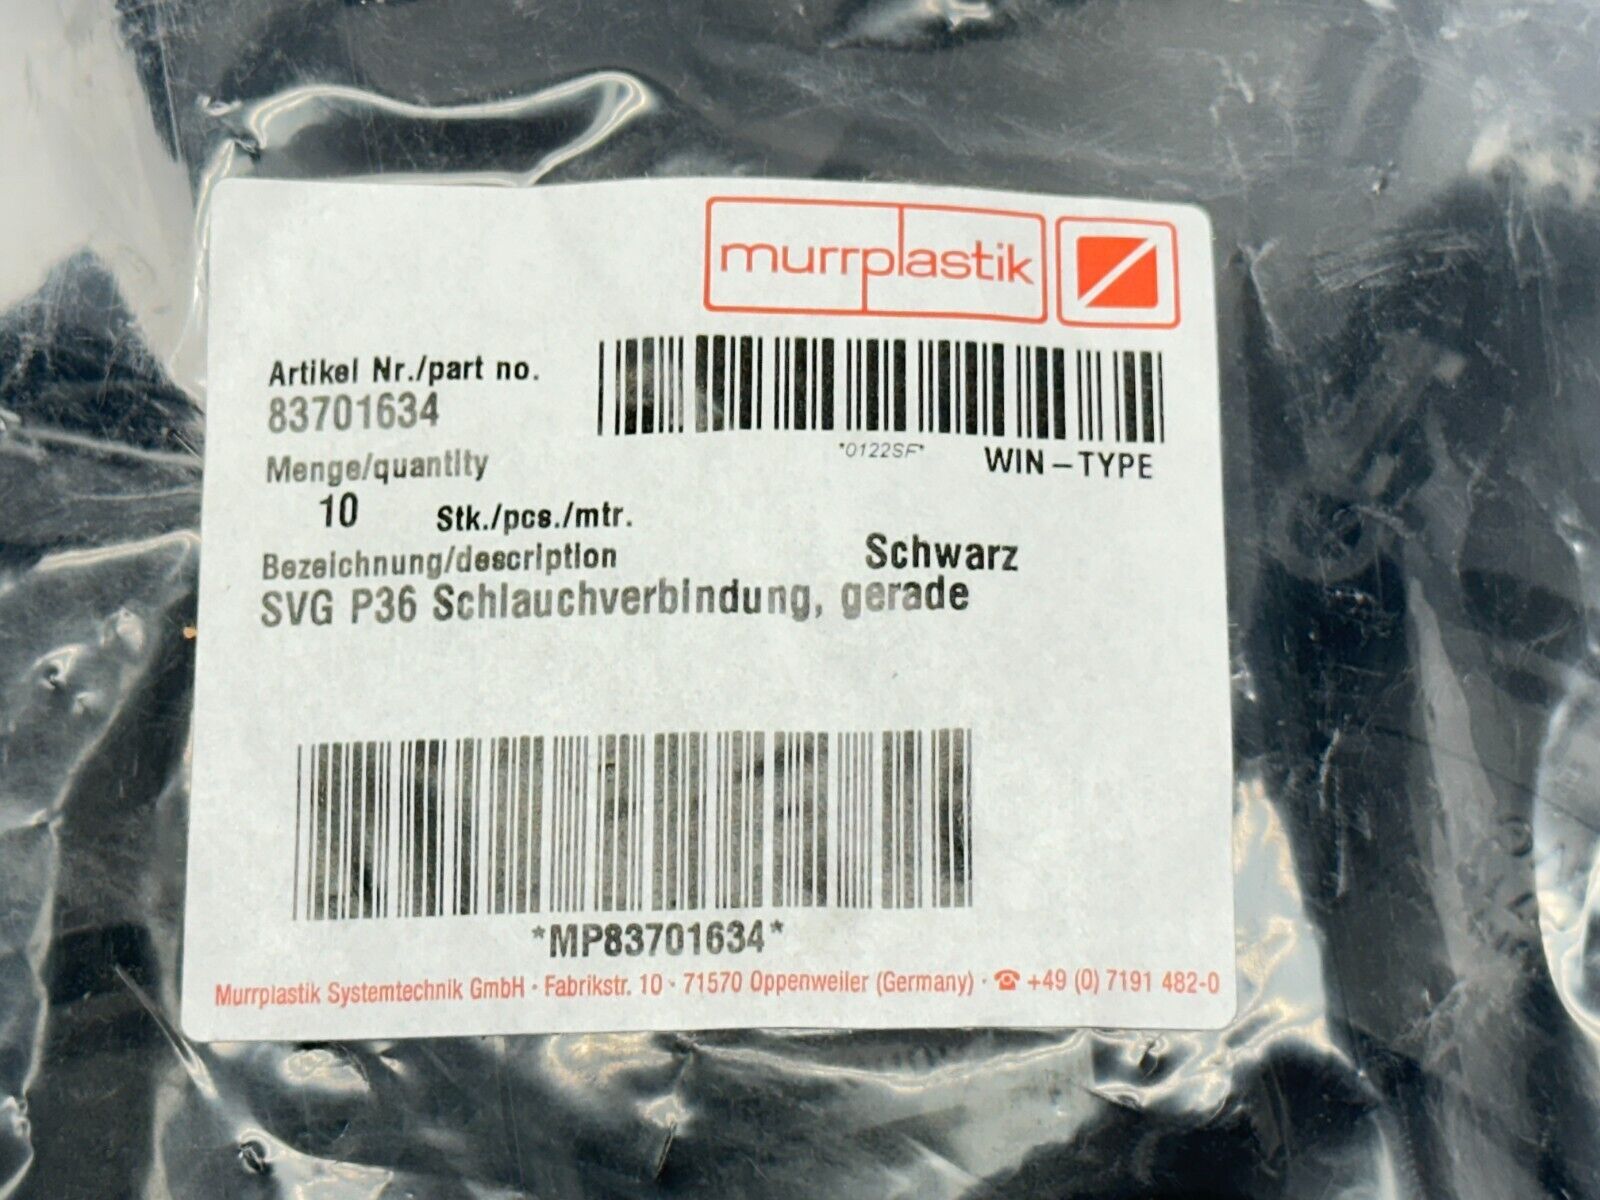 murrplastik
Artikel Nr./part no.
83701634
*0122SF*
WIN-TYPE
Menge/quantity
10 Stk./pcs./mtr.
Bezeichnung/description
Schwarz
SVG P36 Schlauchverbindung, gerade
*MP83701634*
Murrplastik Systemtechnik GmbH · Fabrikstr. 10 · 71570 Oppenweiler (Germany) · ☎ +49 (0) 7191 482-0